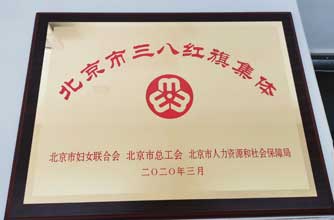 北京市三八红旗集体
北京市妇女联合会 北京市总工会 北京市人力资源和社会保障局
二〇二〇年三月